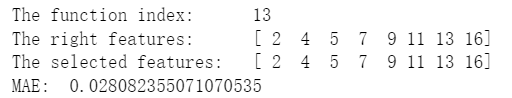 The function index: 13
The right features: [ 2 4 5 7 9 11 13 16]
The selected features: [ 2 4 5 7 9 11 13 16]
MAE: 0.028082355071070535